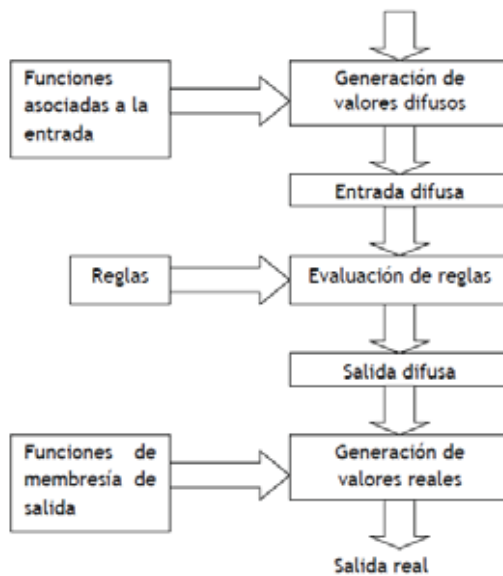 Funciones
asociadas a la
entrada
Generación de
valores difusos
Entrada difusa
Reglas
Evaluación de reglas
Salida difusa
Funciones de
membresía de
salida
Generación de
valores reales
Salida real